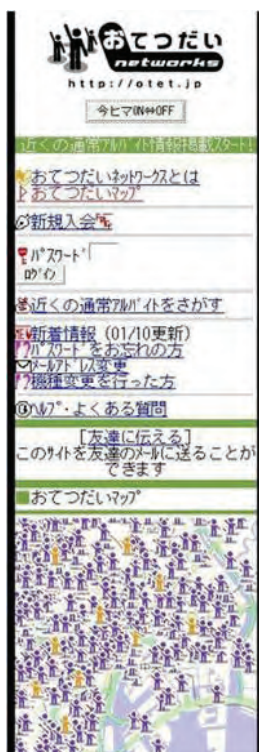 おてつだい
networks
http://otet.jp
今ヒマON⇔OFF
近くの通常ｱﾙﾊﾞｲﾄ情報掲載スタート!
おてつだいﾈｯﾄﾜｰｸｽとは
おてつだいﾏｯﾌﾟ
新規入会
ﾊﾟｽﾜｰﾄﾞ
ﾛｸﾞｲﾝ
近くの通常ｱﾙﾊﾞｲﾄをさがす
新着情報 (01/10更新)
??ﾊﾟｽﾜｰﾄﾞをお忘れの方
ﾒｰﾙｱﾄﾞﾚｽ変更
??機種変更を行った方
ﾍﾙﾌﾟ・よくある質問
[友達に伝える]
このｻｲﾄを友達のﾒｰﾙに送ることが
できます
■おてつだいﾏｯﾌﾟ